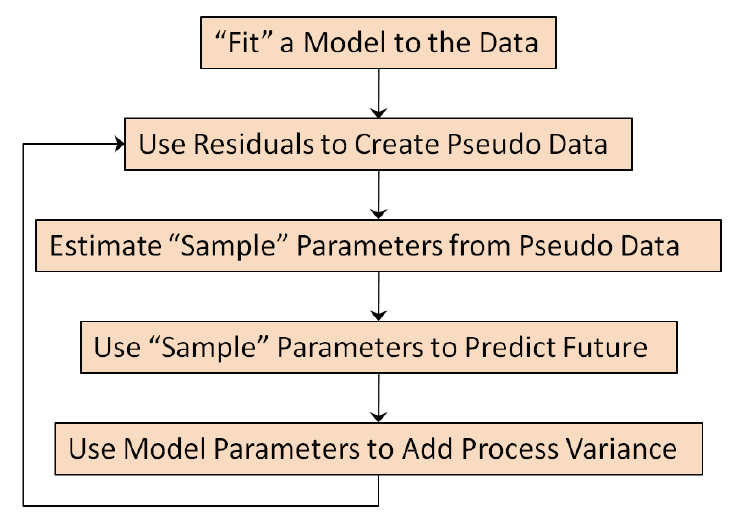 “Fit” a Model to the Data
Use Residuals to Create Pseudo Data
Estimate “Sample” Parameters from Pseudo Data
Use “Sample” Parameters to Predict Future
Use Model Parameters to Add Process Variance